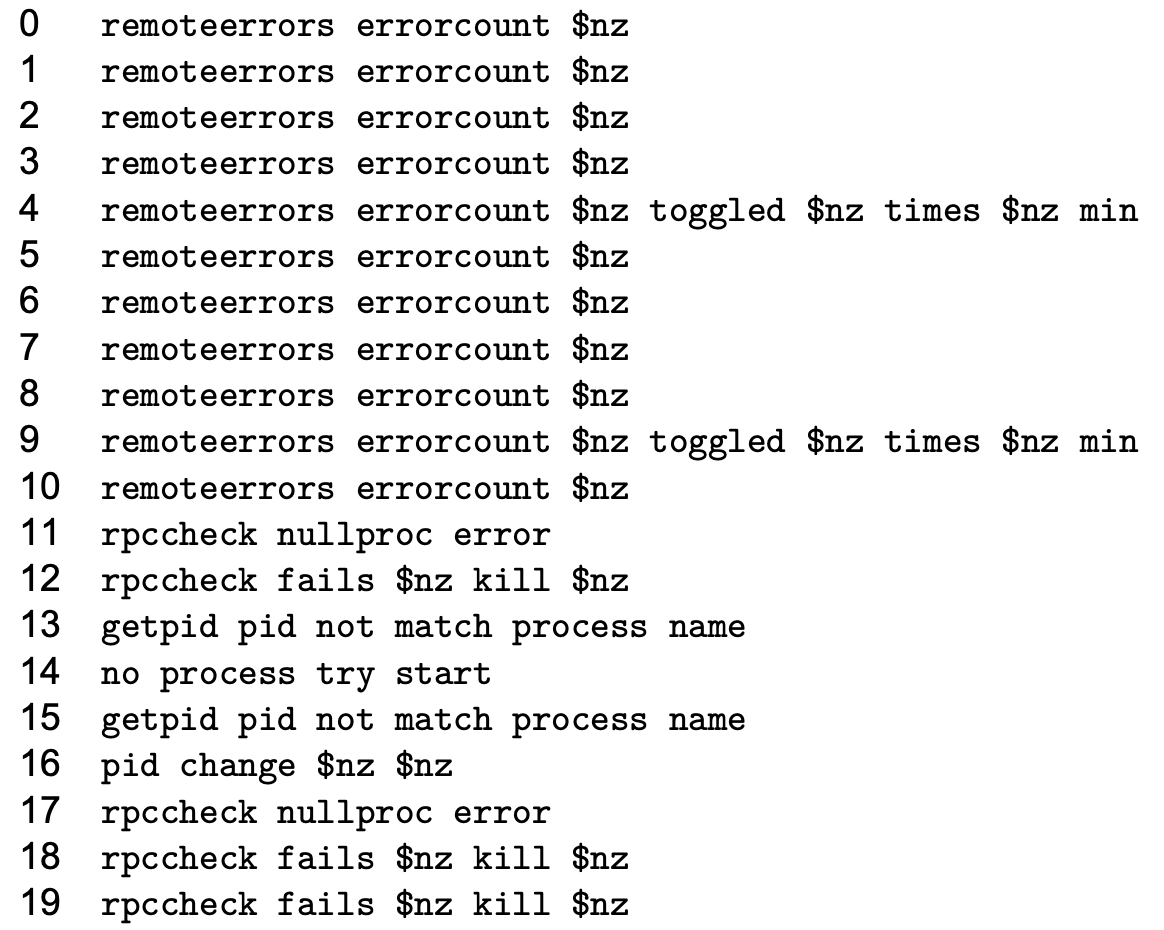 0 remoteerrors errorcount $nz
1 remoteerrors errorcount $nz
2 remoteerrors errorcount $nz
3 remoteerrors errorcount $nz
4 remoteerrors errorcount $nz toggled $nz times $nz min
5 remoteerrors errorcount $nz
6 remoteerrors errorcount $nz
7 remoteerrors errorcount $nz
8 remoteerrors errorcount $nz
9 remoteerrors errorcount $nz toggled $nz times $nz min
10 remoteerrors errorcount $nz
11 rpccheck nullproc error
12 rpccheck fails $nz kill $nz
13 getpid pid not match process name
14 no process try start
15 getpid pid not match process name
16 pid change $nz $nz
17 rpccheck nullproc error
18 rpccheck fails $nz kill $nz
19 rpccheck fails $nz kill $nz